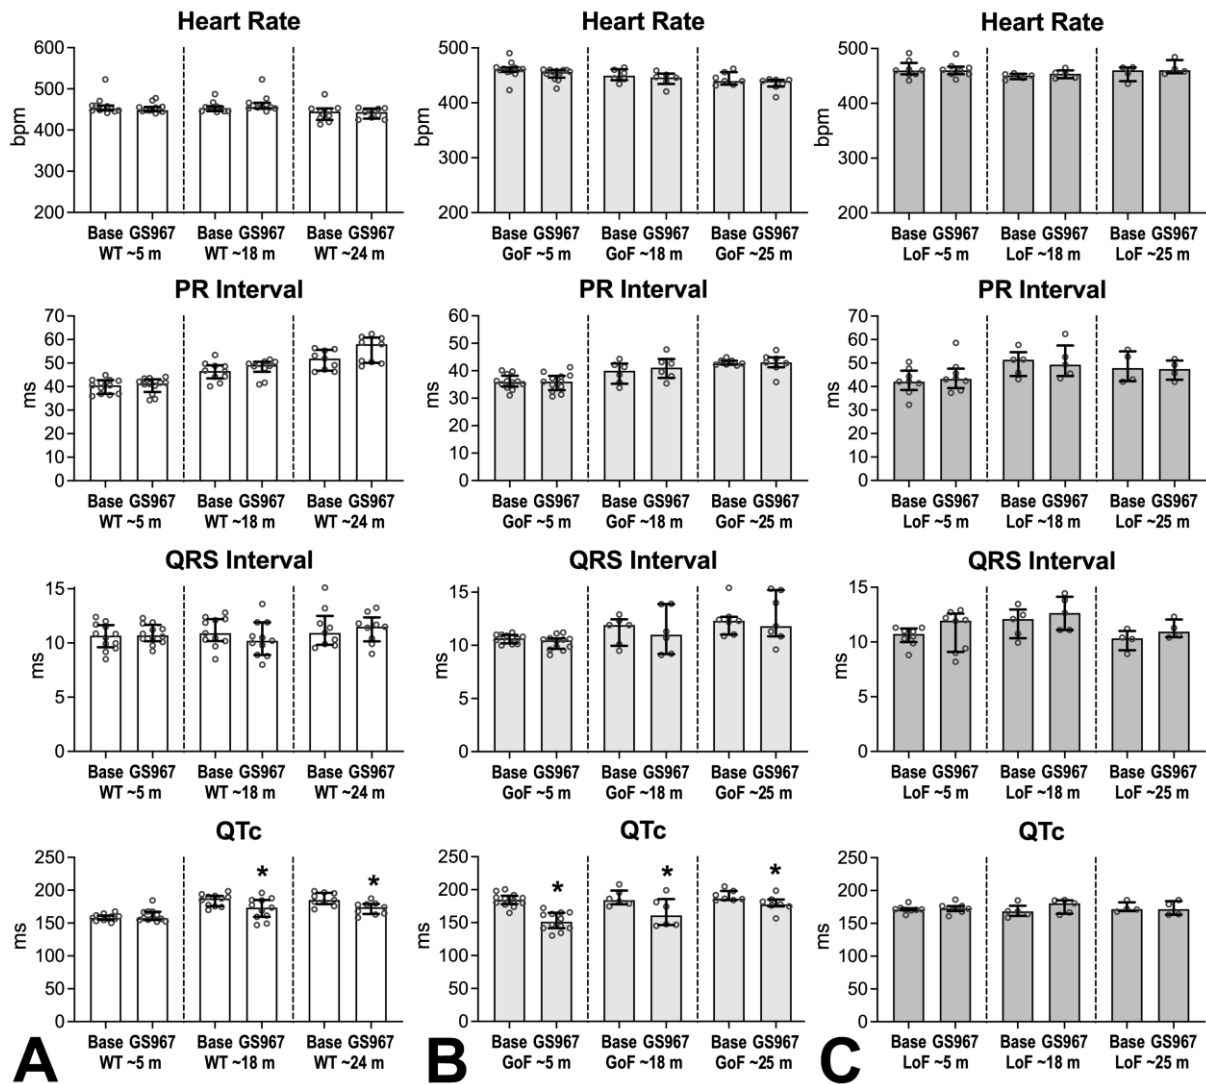 Heart Rate
600
500
400
300
200
bpm
Base GS967 Base GS967 Base GS967
WT ~5 m WT ~18 m WT ~24 m
PR Interval
70
60
50
40
30
20
10
0
ms
Base GS967 Base GS967 Base GS967
WT ~5 m WT ~18 m WT ~24 m
QRS Interval
15
10
5
0
ms
Base GS967 Base GS967 Base GS967
WT ~5 m WT ~18 m WT ~24 m
QTc
250
200
150
100
50
0
ms
* *
Base GS967 Base GS967 Base GS967
WT ~5 m WT ~18 m WT ~24 m
A
Heart Rate
500
400
300
200
bpm
Base GS967 Base GS967 Base GS967
GoF ~5 m GoF ~18 m GoF ~25 m
PR Interval
60
50
40
30
20
10
0
ms
Base GS967 Base GS967 Base GS967
GoF ~5 m GoF ~18 m GoF ~25 m
QRS Interval
15
10
5
0
ms
Base GS967 Base GS967 Base GS967
GoF ~5 m GoF ~18 m GoF ~25 m
QTc
250
200
150
100
50
0
ms
* * *
Base GS967 Base GS967 Base GS967
GoF ~5 m GoF ~18 m GoF ~25 m
B
Heart Rate
500
400
300
200
bpm
Base GS967 Base GS967 Base GS967
LoF ~5 m LoF ~18 m LoF ~25 m
PR Interval
70
60
50
40
30
20
10
0
ms
Base GS967 Base GS967 Base GS967
LoF ~5 m LoF ~18 m LoF ~25 m
QRS Interval
15
10
5
0
ms
Base GS967 Base GS967 Base GS967
LoF ~5 m LoF ~18 m LoF ~25 m
QTc
250
200
150
100
50
0
ms
Base GS967 Base GS967 Base GS967
LoF ~5 m LoF ~18 m LoF ~25 m
C